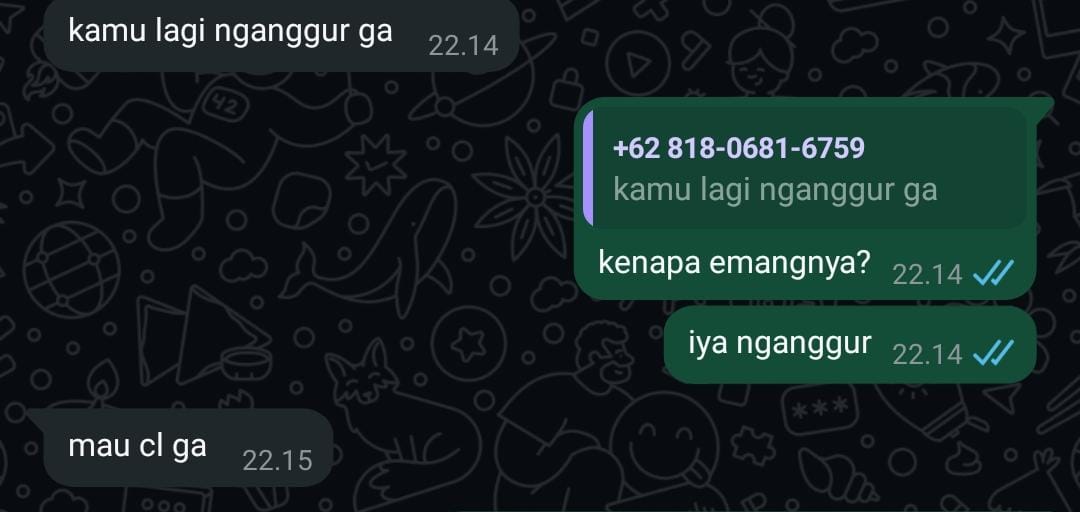 kamu lagi nganggur ga 22.14
+62 818-0681-6759
kamu lagi nganggur ga
kenapa emangnya? 22.14
iya nganggur 22.14
mau cl ga 22.15
42
***